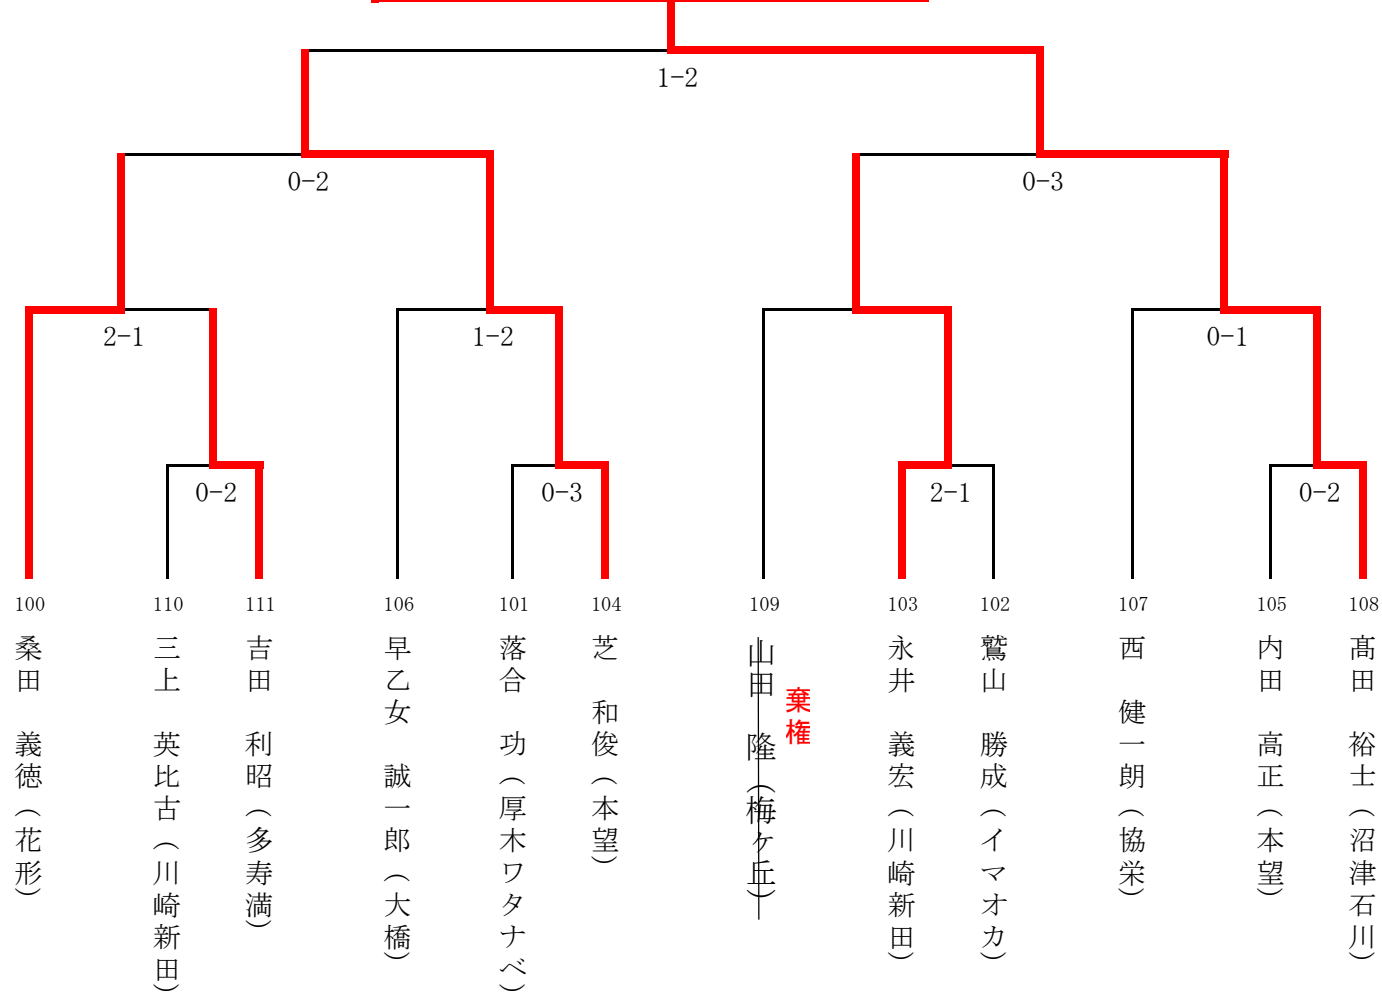 1-2
0-2
0-3
2-1
1-2
0-1
0-2
0-3
2-1
0-2
100
110
111
106
101
104
109
103
102
107
105
108
桑田　義徳（花形）
三上　英比古（川崎新田）
吉田　利昭（多寿満）
早乙女　誠一郎（大橋）
落合　功（厚木ワタナベ）
芝　和俊（本望）
山田　隆（梅ヶ丘）
棄権
永井　義宏（川崎新田）
鷲山　勝成（イマオカ）
西　健一朗（協栄）
内田　高正（本望）
髙田　裕士（沼津石川）